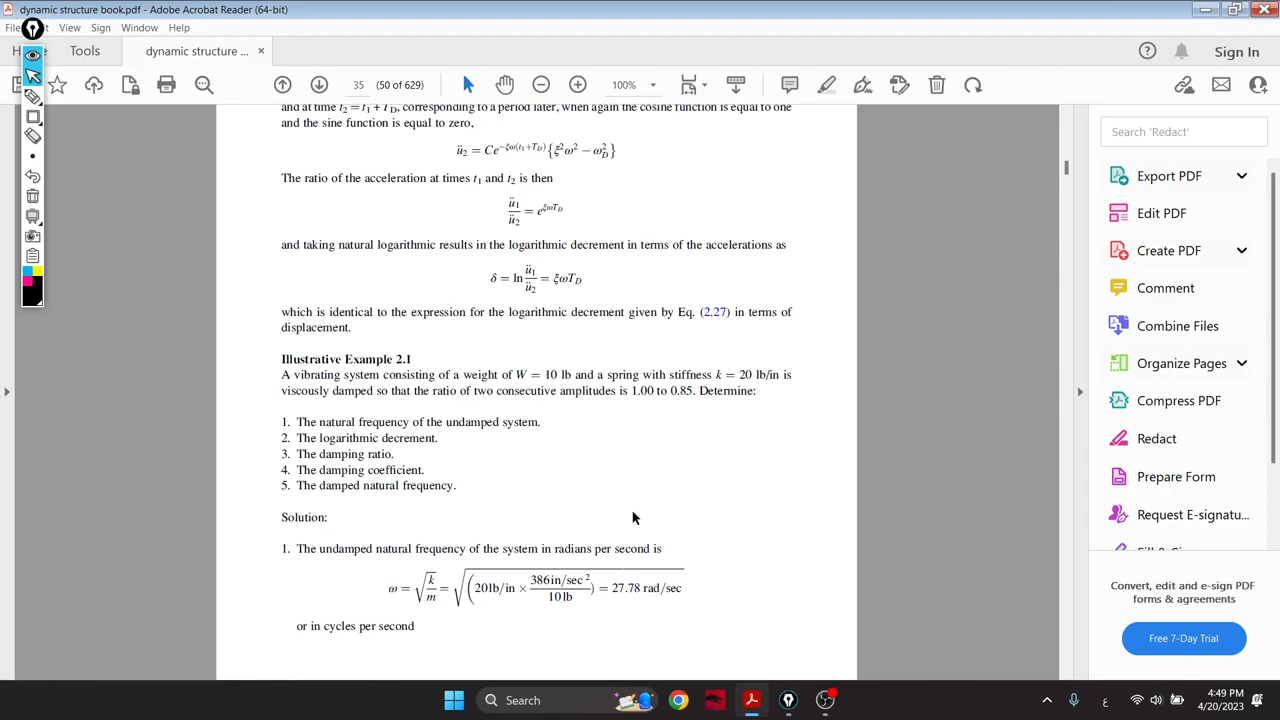 dynamic structure book.pdf - Adobe Acrobat Reader (64-bit)
File Edit View Sign Window Help
Tools
dynamic structure ... ×
Sign In
35 (50 of 629)
100%
and at time t₂ = t₁ + T_D, corresponding to a period later, when again the cosine function is equal to one
and the sine function is equal to zero,
ü₂ = Ce^{−ξω(t₁+T_D)}{ξ²ω² − ω_D²}
The ratio of the acceleration at times t₁ and t₂ is then
ü₁/ü₂ = e^{ξωT_D}
and taking natural logarithmic results in the logarithmic decrement in terms of the accelerations as
δ = ln ü₁/ü₂ = ξωT_D
which is identical to the expression for the logarithmic decrement given by Eq. (2.27) in terms of
displacement.
Illustrative Example 2.1
A vibrating system consisting of a weight of W = 10 lb and a spring with stiffness k = 20 lb/in is
viscously damped so that the ratio of two consecutive amplitudes is 1.00 to 0.85. Determine:
1. The natural frequency of the undamped system.
2. The logarithmic decrement.
3. The damping ratio.
4. The damping coefficient.
5. The damped natural frequency.
Solution:
1. The undamped natural frequency of the system in radians per second is
ω = √(k/m) = √((20lb/in × 386in/sec²/10lb) = 27.78 rad/sec
or in cycles per second
Search 'Redact'
Export PDF
Edit PDF
Create PDF
Comment
Combine Files
Organize Pages
Compress PDF
Redact
Prepare Form
Request E-signatu...
Convert, edit and e-sign PDF
forms & agreements
Free 7-Day Trial
Search
ع
4:49 PM
4/20/2023